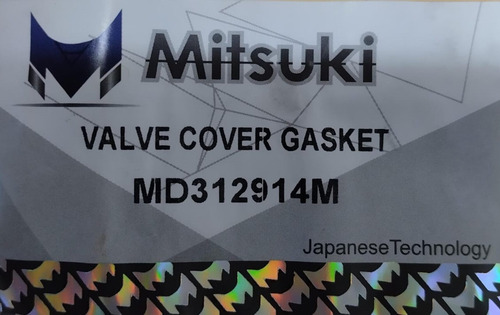 Mitsuki
VALVE COVER GASKET
MD312914M
JapaneseTechnology